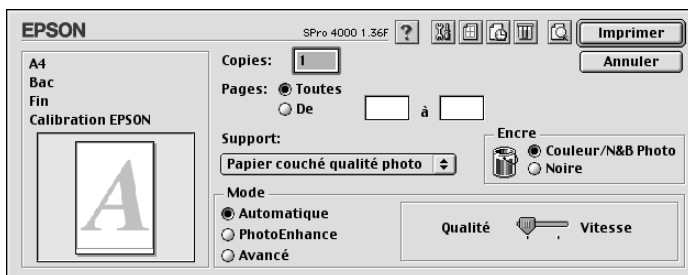 EPSON
SPro 4000 1.36F
?
Imprimer
Annuler
A4
Bac
Fin
Calibration EPSON
A
Copies: 1
Pages: Toutes
De à
Support:
Papier couché qualité photo
Encre
Couleur/N&B Photo
Noire
Mode
Automatique
PhotoEnhance
Avancé
Qualité Vitesse